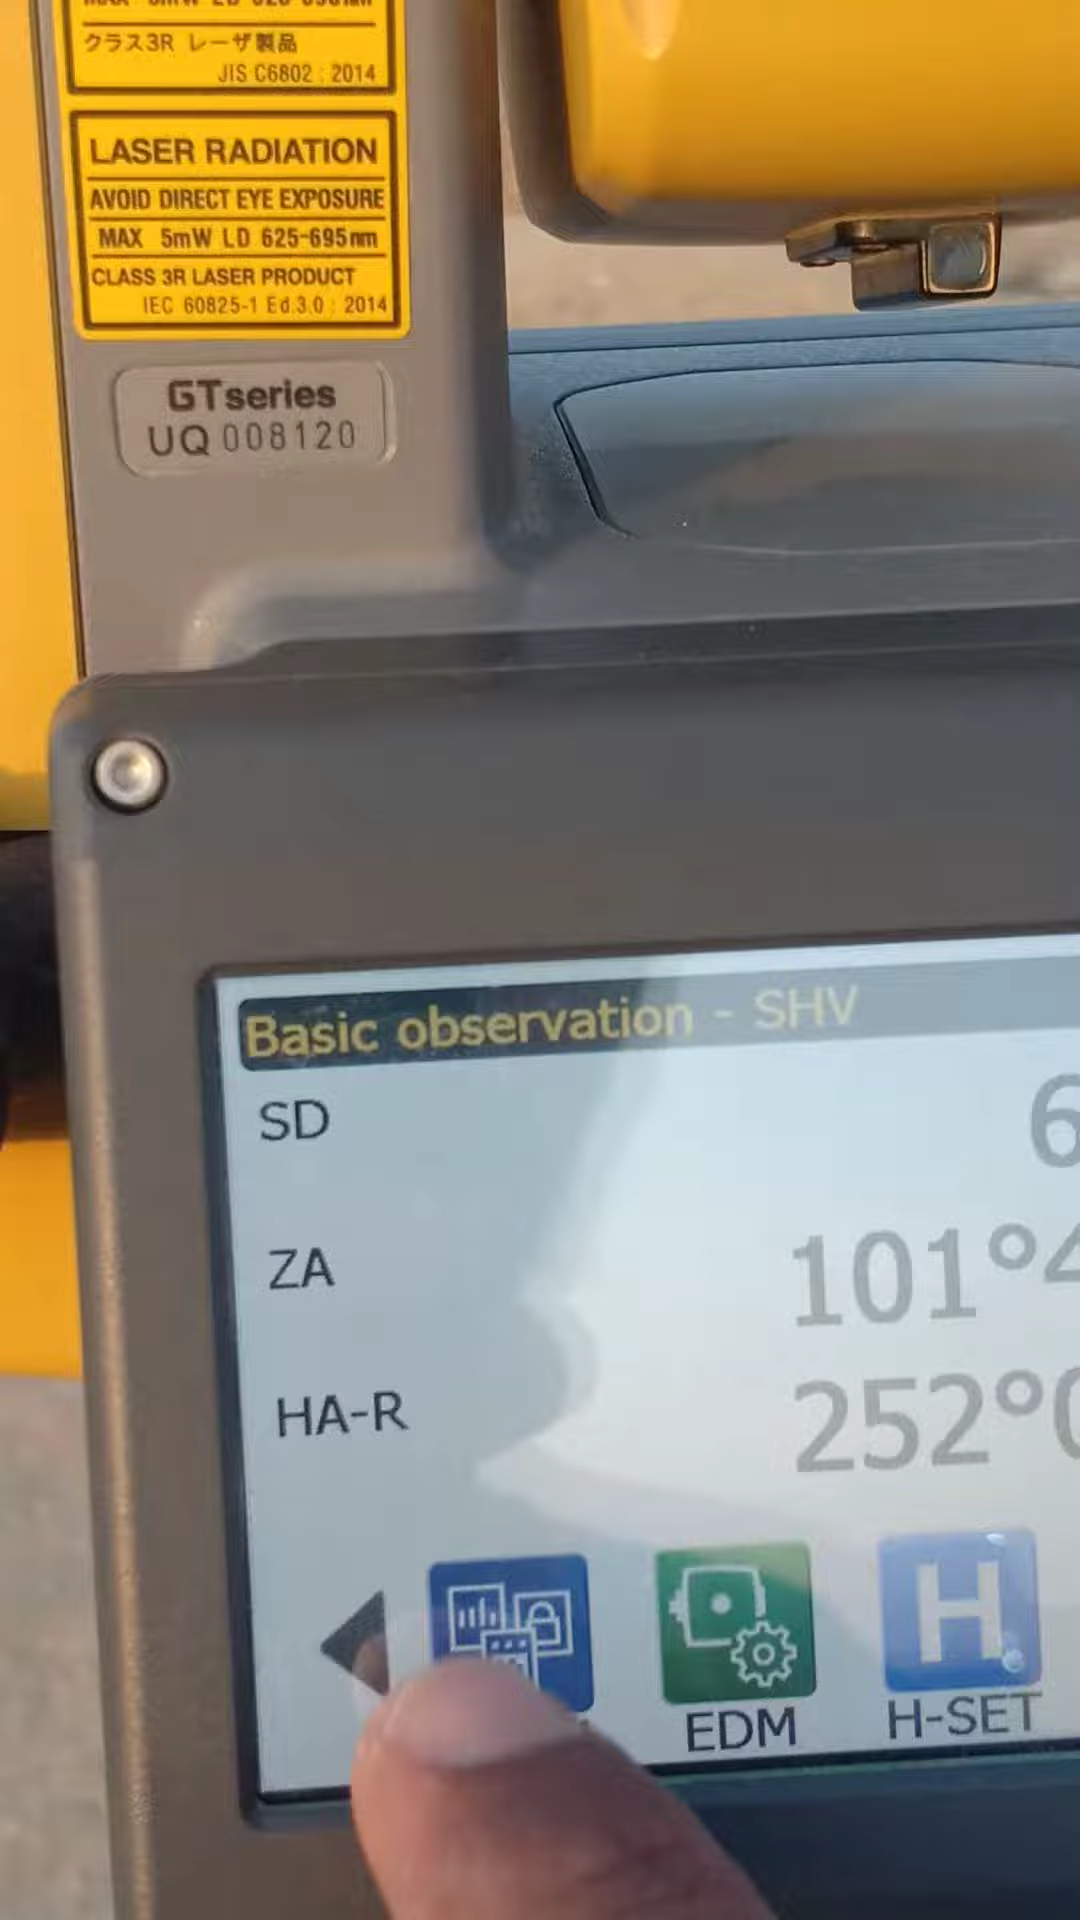 クラス3R レーザ製品
JIS C6802 : 2014
LASER RADIATION
AVOID DIRECT EYE EXPOSURE
MAX 5mW LD 625-695nm
CLASS 3R LASER PRODUCT
IEC 60825-1 Ed.3.0 : 2014
GTseries
UQ 008120
Basic observation - SHV
SD 6
ZA 101°4
HA-R 252°0
H
EDM H-SET